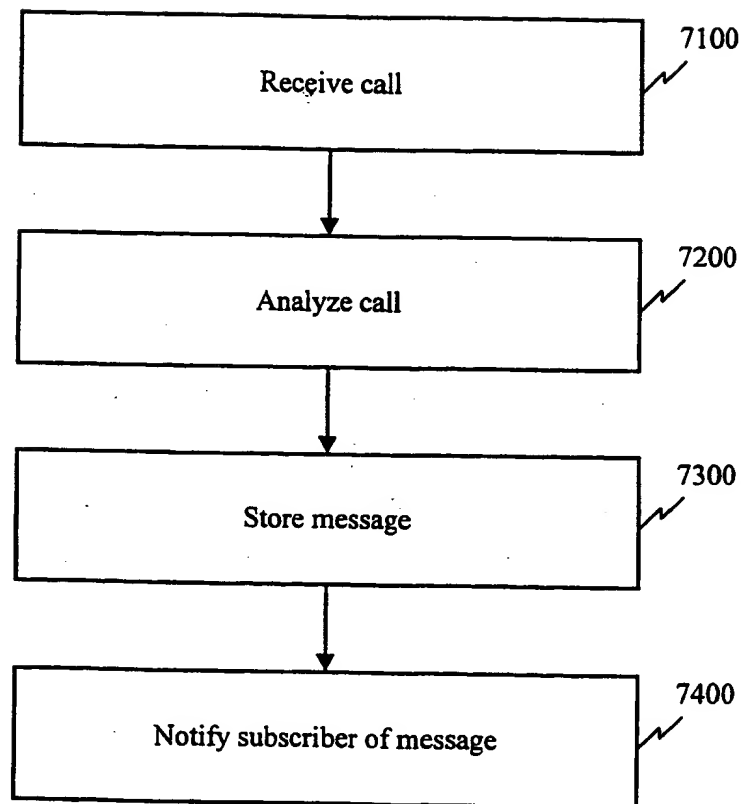 7100
Receive call
7200
Analyze call
7300
Store message
7400
Notify subscriber of message